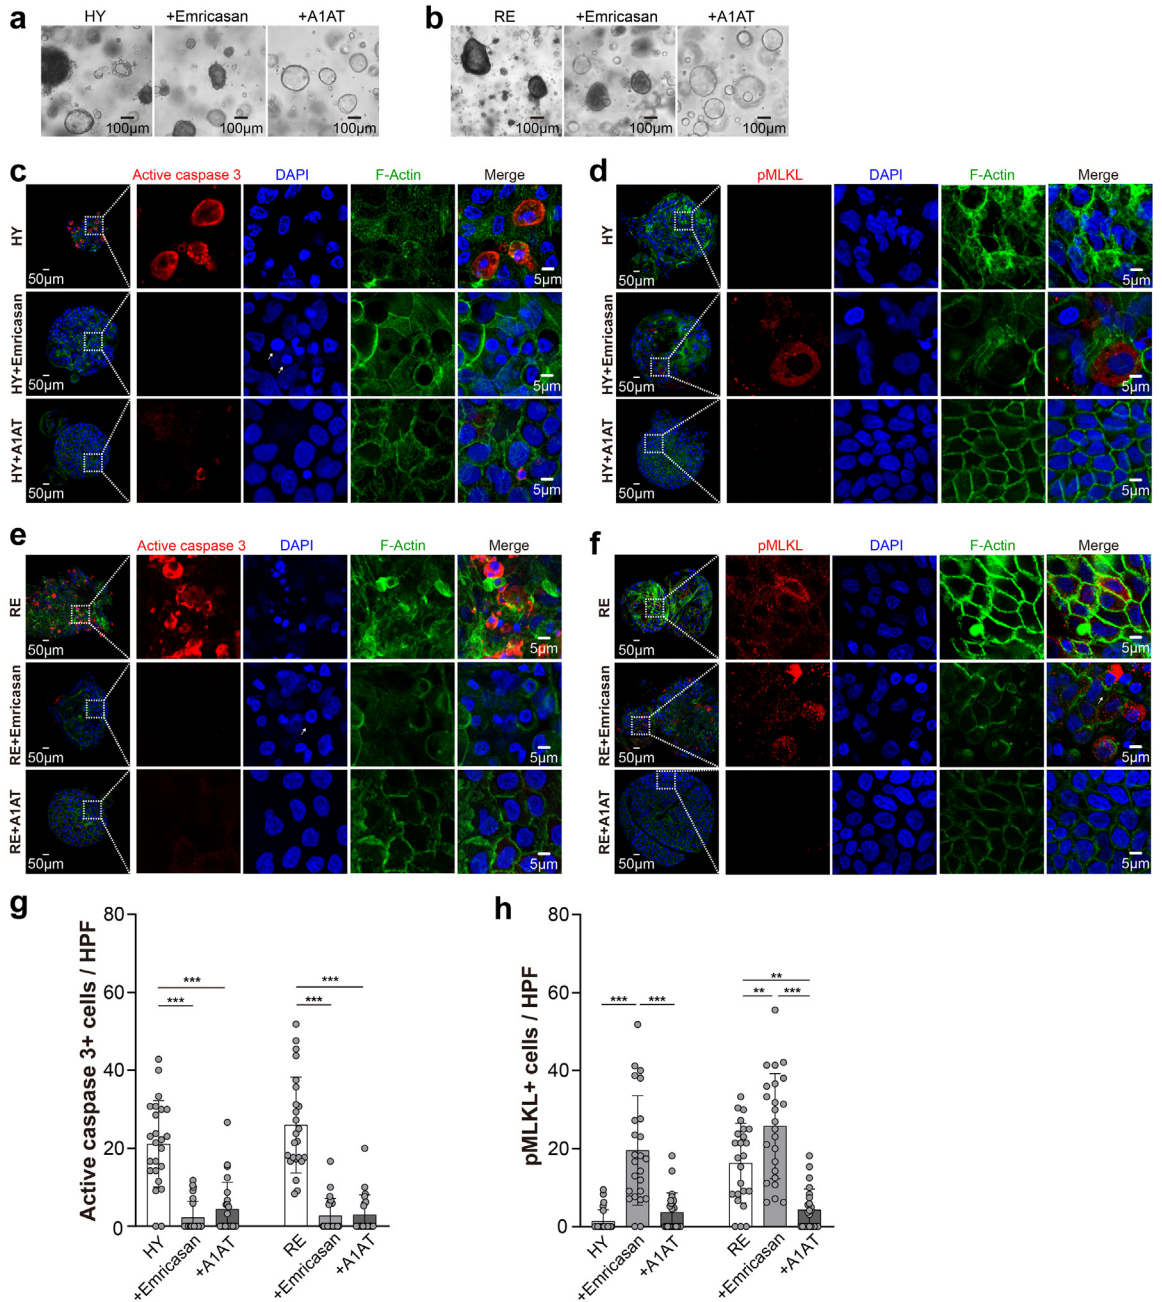 a
HY
+Emricasan
+A1AT
100μm
100μm
100μm
b
RE
+Emricasan
+A1AT
100μm
100μm
100μm
c
Active caspase 3
DAPI
F-Actin
Merge
HY
50μm
5μm
HY+Emricasan
50μm
5μm
HY+A1AT
50μm
5μm
d
pMLKL
DAPI
F-Actin
Merge
HY
50μm
5μm
HY+Emricasan
50μm
5μm
HY+A1AT
50μm
5μm
e
Active caspase 3
DAPI
F-Actin
Merge
RE
50μm
5μm
RE+Emricasan
50μm
5μm
RE+A1AT
50μm
5μm
f
pMLKL
DAPI
F-Actin
Merge
RE
50μm
5μm
RE+Emricasan
50μm
5μm
RE+A1AT
50μm
5μm
g
Active caspase 3+ cells / HPF
80
60
40
20
0
***
***
***
***
HY
+Emricasan
+A1AT
RE
+Emricasan
+A1AT
h
pMLKL+ cells / HPF
80
60
40
20
0
***
***
**
**
***
HY
+Emricasan
+A1AT
RE
+Emricasan
+A1AT